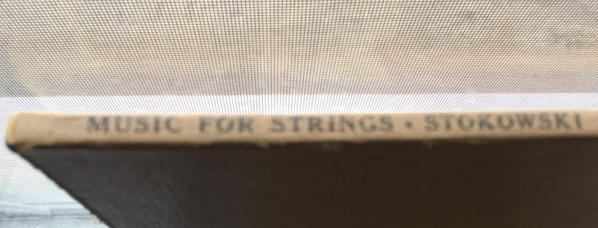 MUSIC FOR STRINGS · STOKOWSKI